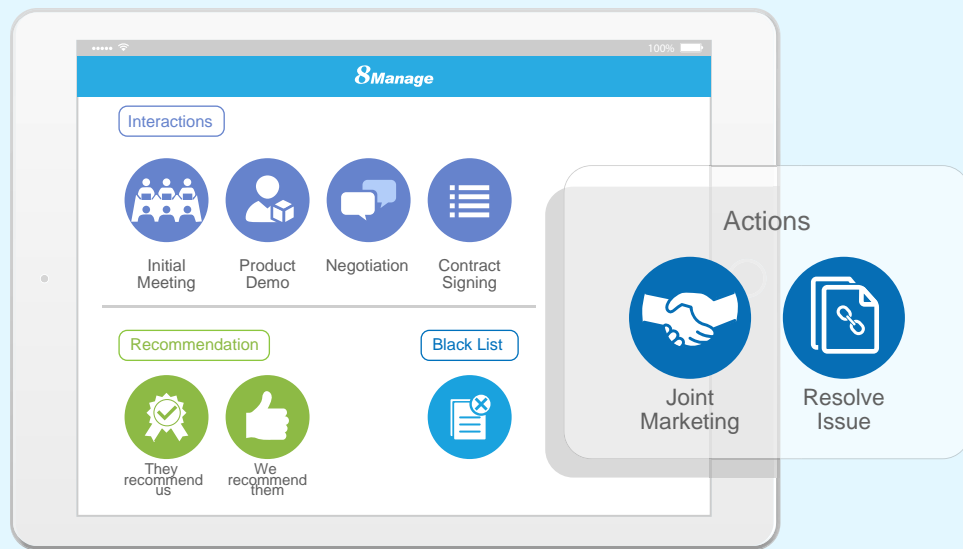 100%
8Manage
Interactions
Initial
Meeting
Product
Demo
Negotiation
Contract
Signing
Recommendation
Black List
They
recommend
us
We
recommend
them
Actions
Joint
Marketing
Resolve
Issue